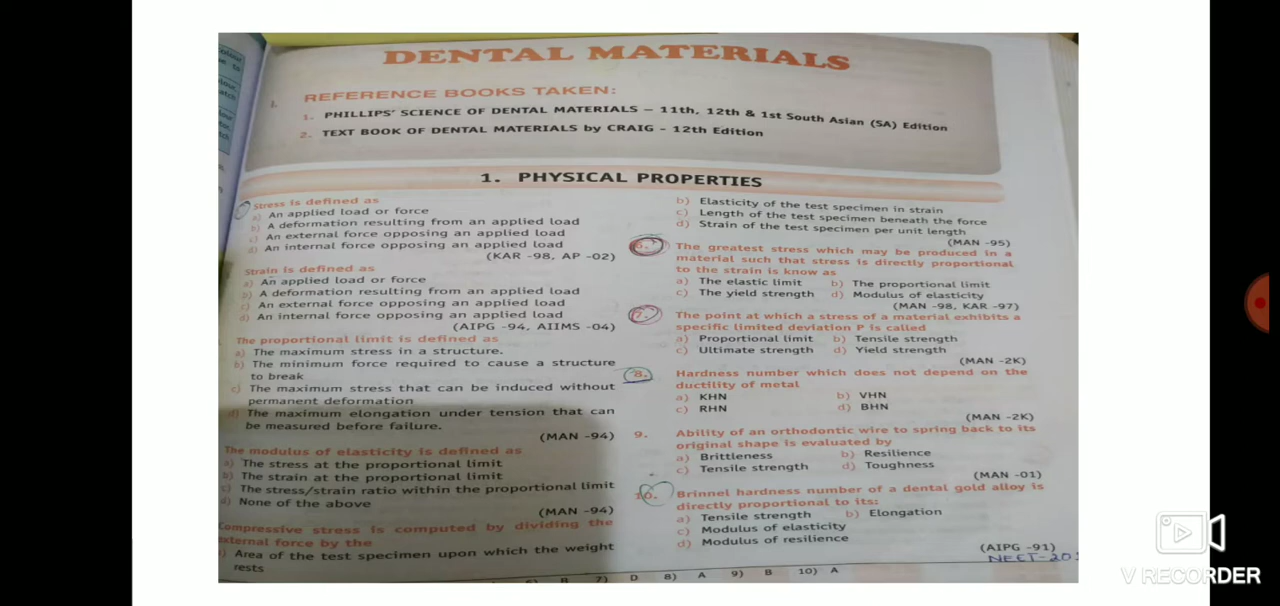 DENTAL MATERIALS
REFERENCE BOOKS TAKEN:
1. PHILLIPS' SCIENCE OF DENTAL MATERIALS – 11th, 12th & 1st South Asian (SA) Edition
2. TEXT BOOK OF DENTAL MATERIALS by CRAIG - 12th Edition
1. PHYSICAL PROPERTIES
Stress is defined as
a) An applied load or force
b) A deformation resulting from an applied load
c) An external force opposing an applied load
d) An internal force opposing an applied load
(KAR -98, AP -02)
Strain is defined as
a) An applied load or force
b) A deformation resulting from an applied load
c) An external force opposing an applied load
d) An internal force opposing an applied load
(AIPG -94, AIIMS -04)
The proportional limit is defined as
a) The maximum stress in a structure.
b) The minimum force required to cause a structure
to break
c) The maximum stress that can be induced without
permanent deformation
d) The maximum elongation under tension that can
be measured before failure.
(MAN -94)
The modulus of elasticity is defined as
a) The stress at the proportional limit
b) The strain at the proportional limit
c) The stress/strain ratio within the proportional limit
d) None of the above
(MAN -94)
Compressive stress is computed by dividing the
external force by the
Area of the test specimen upon which the weight
rests
b) Elasticity of the test specimen in strain
c) Length of the test specimen beneath the force
d) Strain of the test specimen per unit length
(MAN -95)
6. The greatest stress which may be produced in a
material such that stress is directly proportional
to the strain is know as
a) The elastic limit b) The proportional limit
c) The yield strength d) Modulus of elasticity
(MAN -98, KAR -97)
7. The point at which a stress of a material exhibits a
specific limited deviation P is called
a) Proportional limit b) Tensile strength
c) Ultimate strength d) Yield strength
(MAN -2K)
8. Hardness number which does not depend on the
ductility of metal
a) KHN b) VHN
c) RHN d) BHN
(MAN -2K)
9. Ability of an orthodontic wire to spring back to its
original shape is evaluated by
a) Brittleness b) Resilience
c) Tensile strength d) Toughness
(MAN -01)
10. Brinnel hardness number of a dental gold alloy is
directly proportional to its:
a) Tensile strength b) Elongation
c) Modulus of elasticity
d) Modulus of resilience
(AIPG -91)
B 7) D 8) A 9) B 10) A
V RECORDER